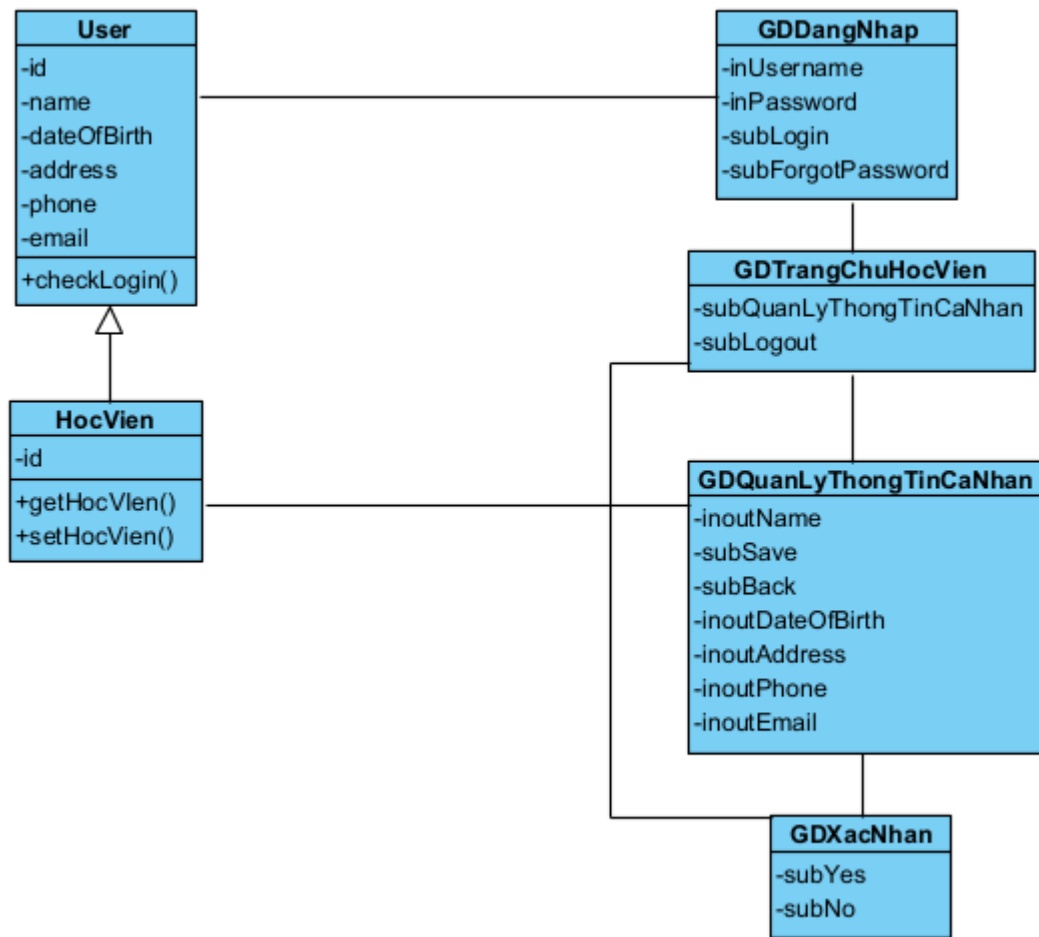 User
-id
-name
-dateOfBirth
-address
-phone
-email
+checkLogin()
HocVien
-id
+getHocVIen()
+setHocVien()
GDDangNhap
-inUsername
-inPassword
-subLogin
-subForgotPassword
GDTrangChuHocVien
-subQuanLyThongTinCaNhan
-subLogout
GDQuanLyThongTinCaNhan
-inoutName
-subSave
-subBack
-inoutDateOfBirth
-inoutAddress
-inoutPhone
-inoutEmail
GDXacNhan
-subYes
-subNo